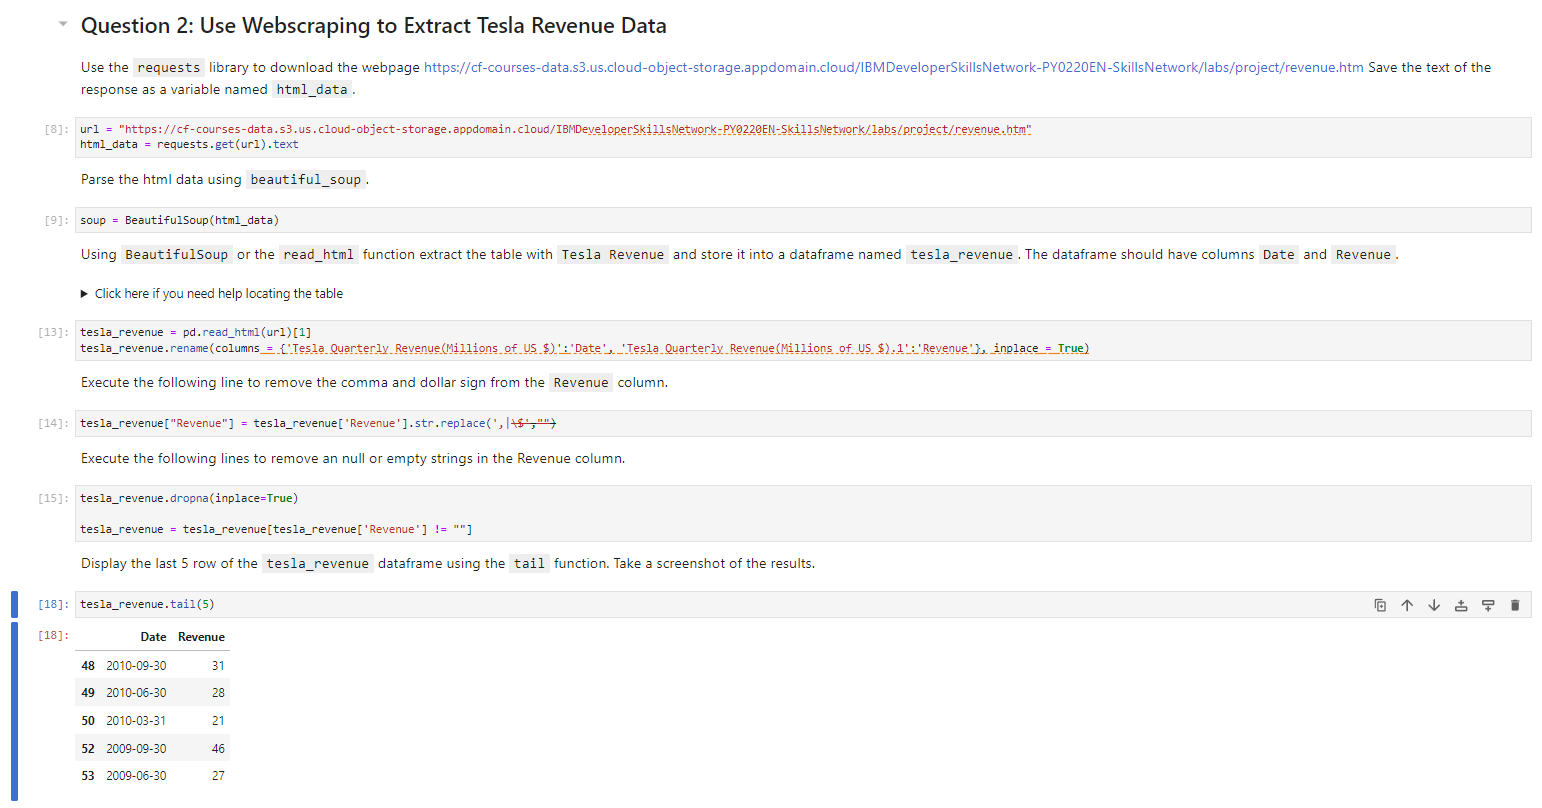 Question 2: Use Webscraping to Extract Tesla Revenue Data
Use the requests library to download the webpage https://cf-courses-data.s3.us.cloud-object-storage.appdomain.cloud/IBMDeveloperSkillsNetwork-PY0220EN-SkillsNetwork/labs/project/revenue.htm Save the text of the
response as a variable named html_data.
[8]: url = "https://cf-courses-data.s3.us.cloud-object-storage.appdomain.cloud/IBMDeveloperSkillsNetwork-PY0220EN-SkillsNetwork/labs/project/revenue.htm"
html_data = requests.get(url).text
Parse the html data using beautiful_soup.
[9]: soup = BeautifulSoup(html_data)
Using BeautifulSoup or the read_html function extract the table with Tesla Revenue and store it into a dataframe named tesla_revenue. The dataframe should have columns Date and Revenue.
Click here if you need help locating the table
[13]: tesla_revenue = pd.read_html(url)[1]
tesla_revenue.rename(columns = {'Tesla Quarterly Revenue(Millions of US $)':'Date', 'Tesla Quarterly Revenue(Millions of US $).1':'Revenue'}, inplace = True)
Execute the following line to remove the comma and dollar sign from the Revenue column.
[14]: tesla_revenue["Revenue"] = tesla_revenue['Revenue'].str.replace(',|\$',"")
Execute the following lines to remove an null or empty strings in the Revenue column.
[15]: tesla_revenue.dropna(inplace=True)
tesla_revenue = tesla_revenue[tesla_revenue['Revenue'] != ""]
Display the last 5 row of the tesla_revenue dataframe using the tail function. Take a screenshot of the results.
[18]: tesla_revenue.tail(5)
[18]: Date Revenue
48 2010-09-30 31
49 2010-06-30 28
50 2010-03-31 21
52 2009-09-30 46
53 2009-06-30 27